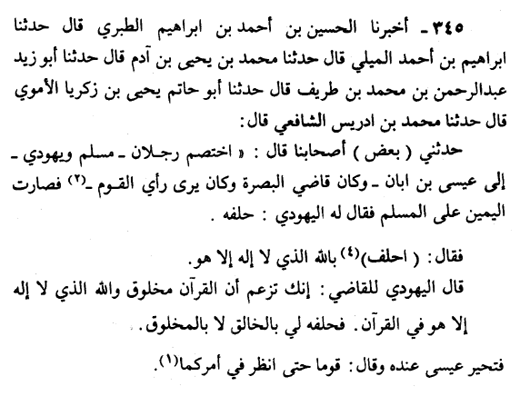 ٣٤٥ـ أخبرنا الحسين بن أحمد بن ابراهيم الطبري قال حدثنا
ابراهيم بن أحمد الميلي قال حدثنا محمد بن يحيى بن آدم قال حدثنا أبو زيد
عبدالرحمن بن محمد بن طريف قال حدثنا أبو حاتم يحيى بن زكريا الأموي
قال حدثنا محمد بن ادريس الشافعي قال:
حدثني ( بعض ) أصحابنا قال : « اختصم رجلان ـ مسلم ويهودي ـ
إلى عيسى بن ابان ـ وكان قاضي البصرة وكان يرى رأي القوم ـ(٢) فصارت
اليمين على المسلم فقال له اليهودي : حلفه .
فقال: ( احلف)(٤) بالله الذي لا إله إلا هو.
قال اليهودي للقاضي: إنك تزعم أن القرآن مخلوق والله الذي لا إله
إلا هو في القرآن. فحلفه لي بالخالق لا بالمخلوق.
فتحير عيسى عنده وقال: قوما حتى انظر في أمركما(١).